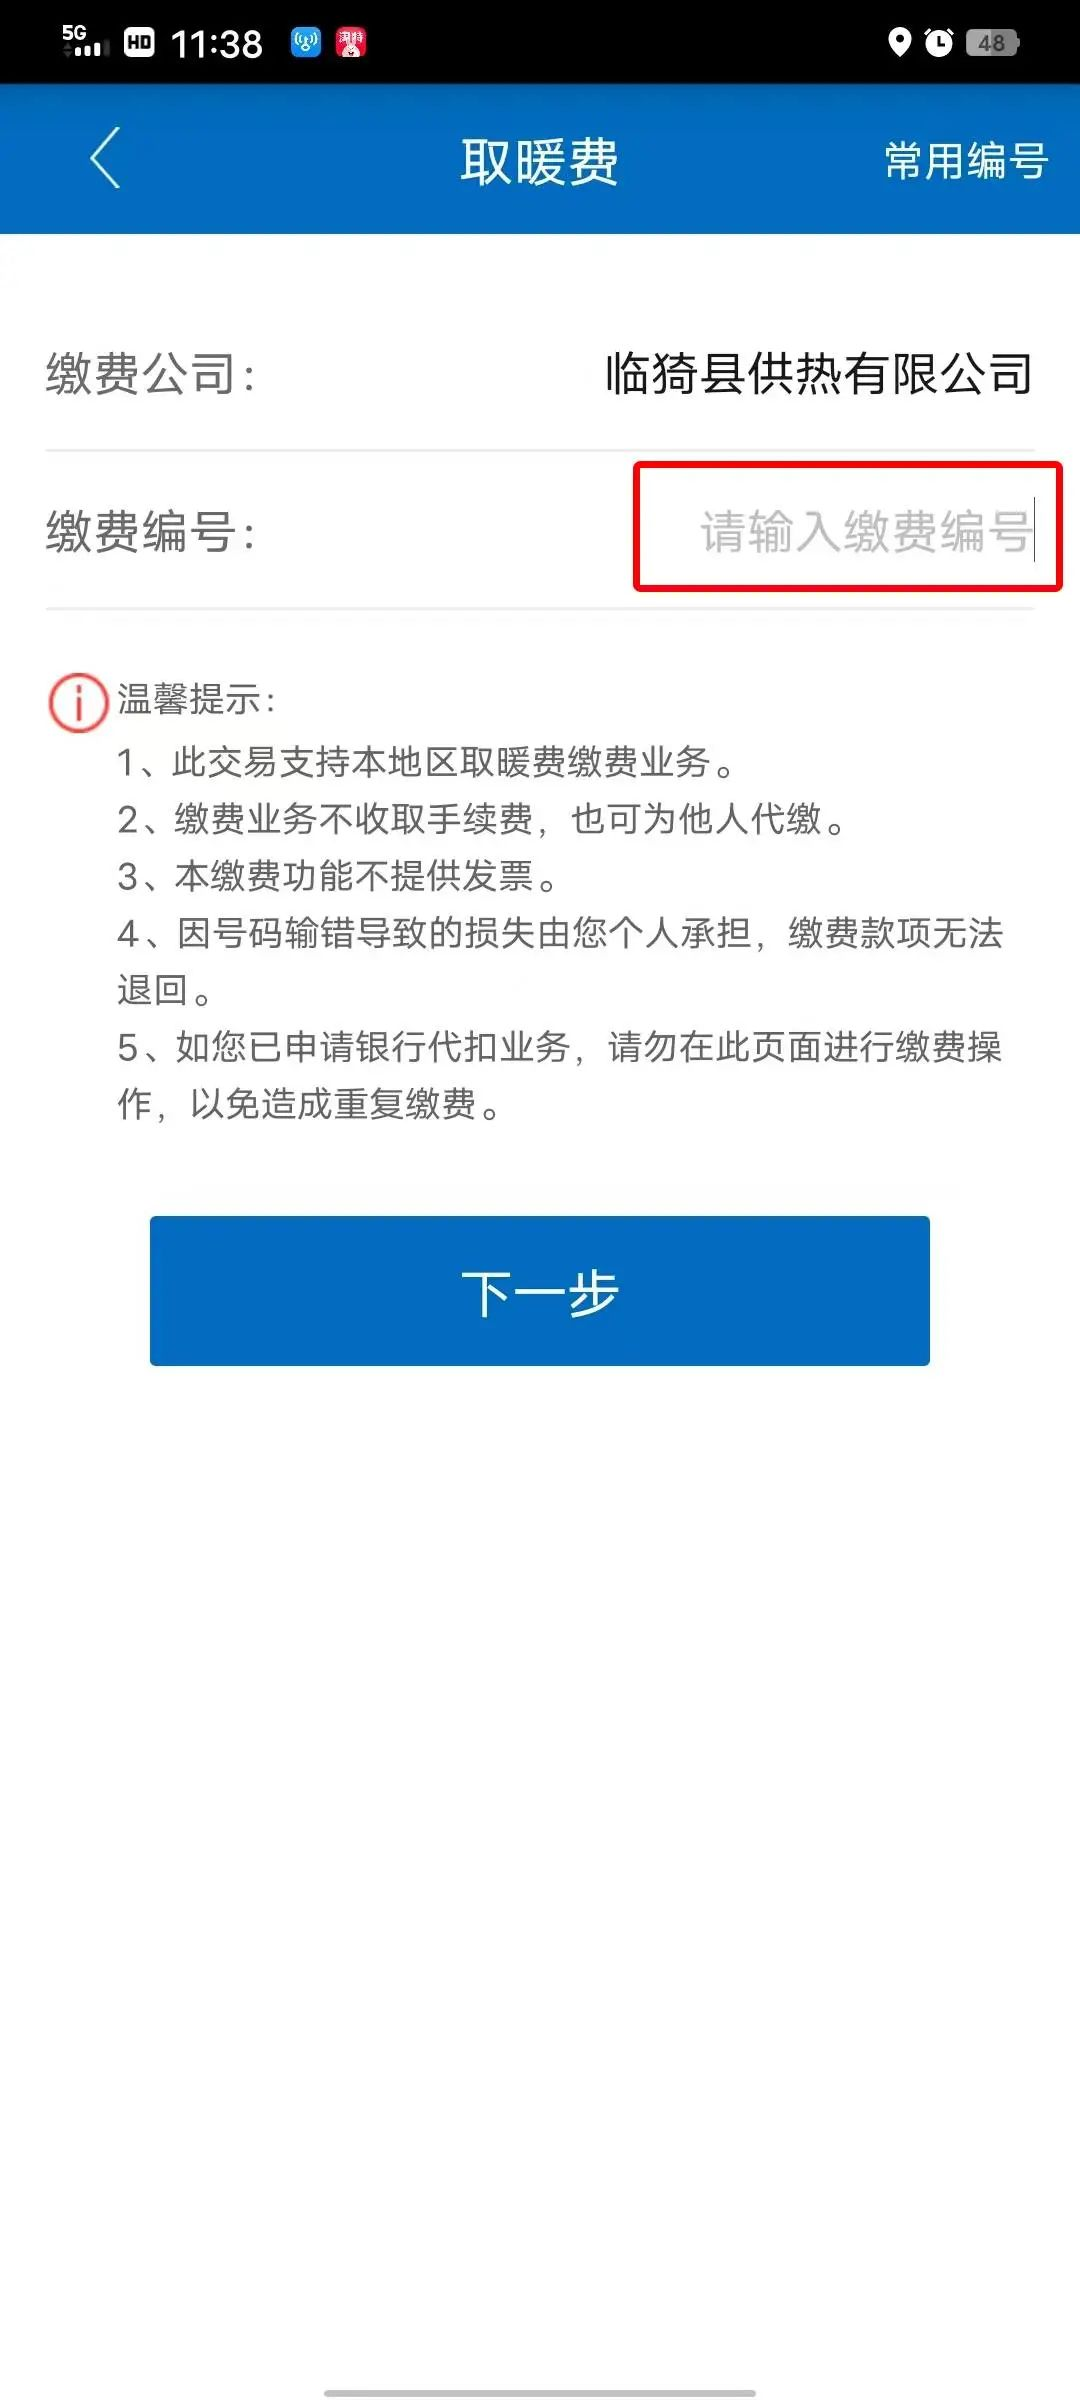 5G HD 11:38 淘特 48
取暖费 常用编号
缴费公司： 临猗县供热有限公司
缴费编号： 请输入缴费编号
温馨提示：
1、此交易支持本地区取暖费缴费业务。
2、缴费业务不收取手续费，也可为他人代缴。
3、本缴费功能不提供发票。
4、因号码输错导致的损失由您个人承担，缴费款项无法
退回。
5、如您已申请银行代扣业务，请勿在此页面进行缴费操
作，以免造成重复缴费。
下一步